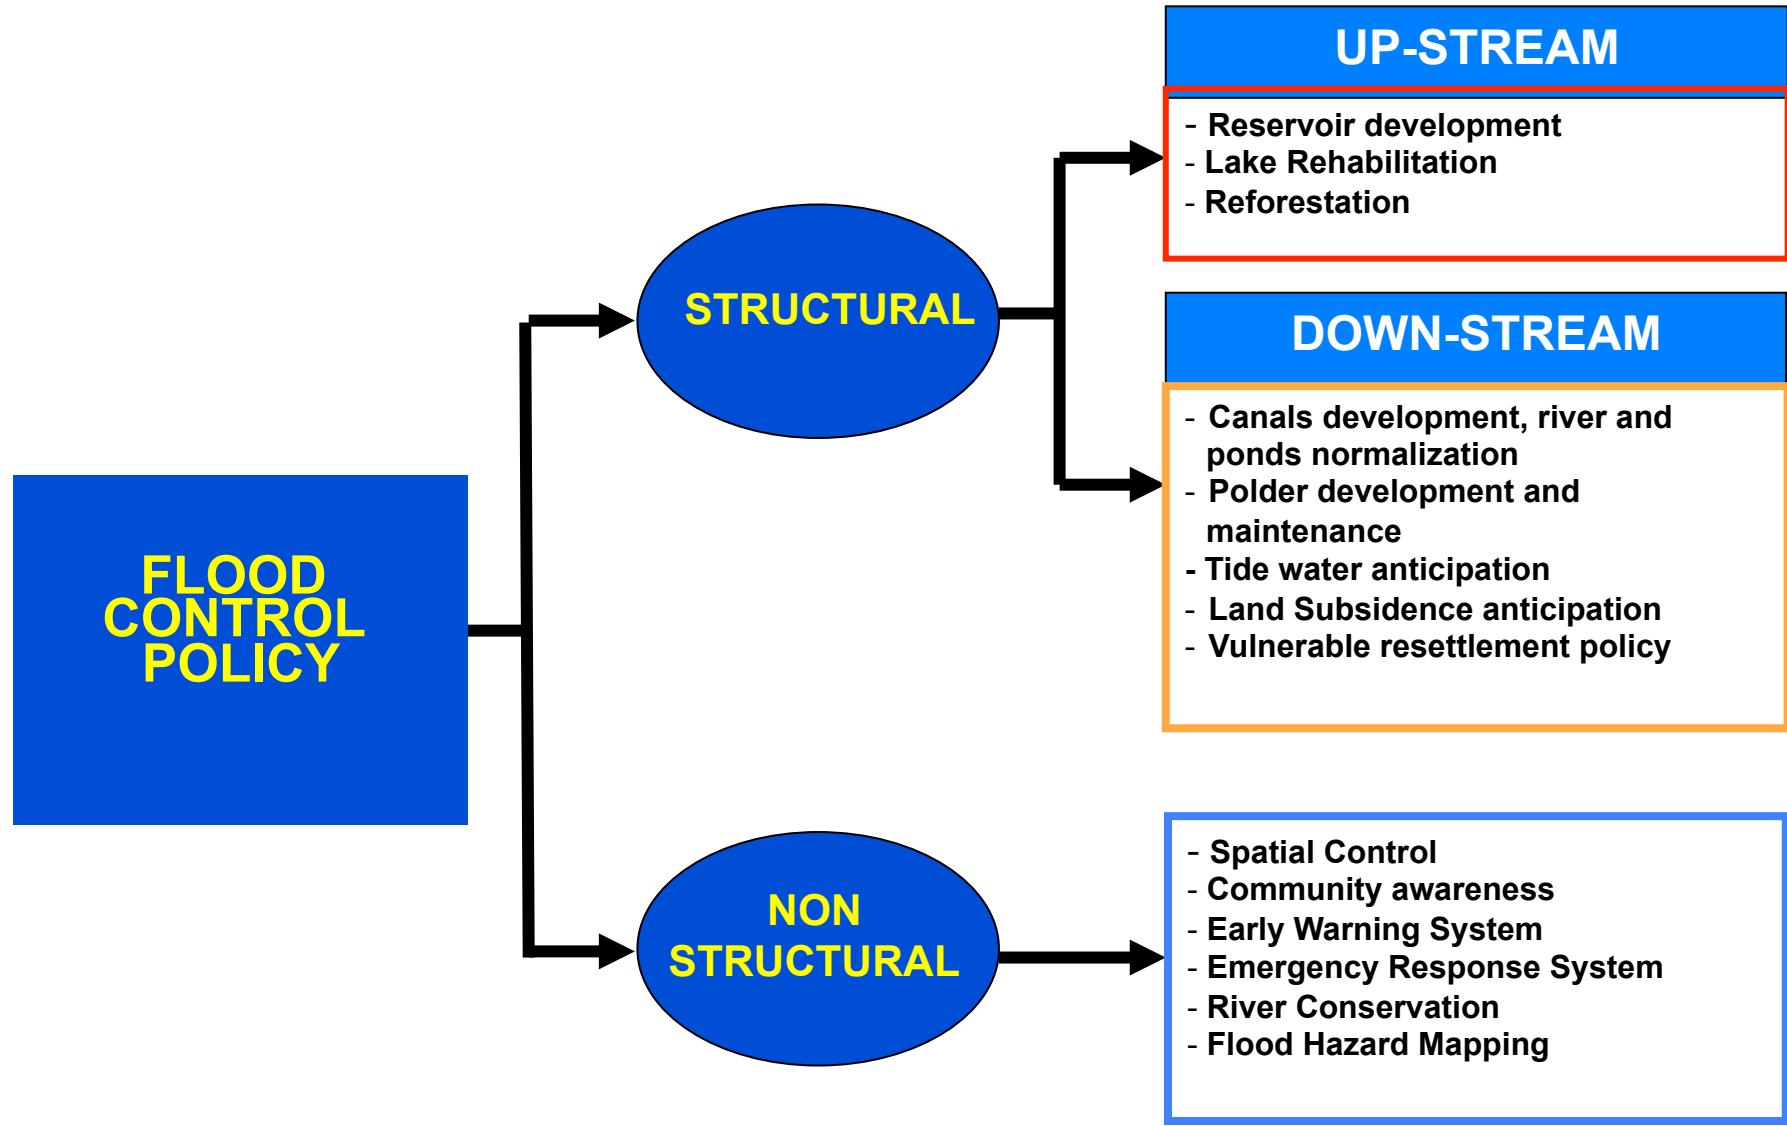 FLOOD
CONTROL
POLICY
STRUCTURAL
UP-STREAM
- Reservoir development
- Lake Rehabilitation
- Reforestation
DOWN-STREAM
- Canals development, river and
ponds normalization
- Polder development and
maintenance
- Tide water anticipation
- Land Subsidence anticipation
- Vulnerable resettlement policy
NON
STRUCTURAL
- Spatial Control
- Community awareness
- Early Warning System
- Emergency Response System
- River Conservation
- Flood Hazard Mapping